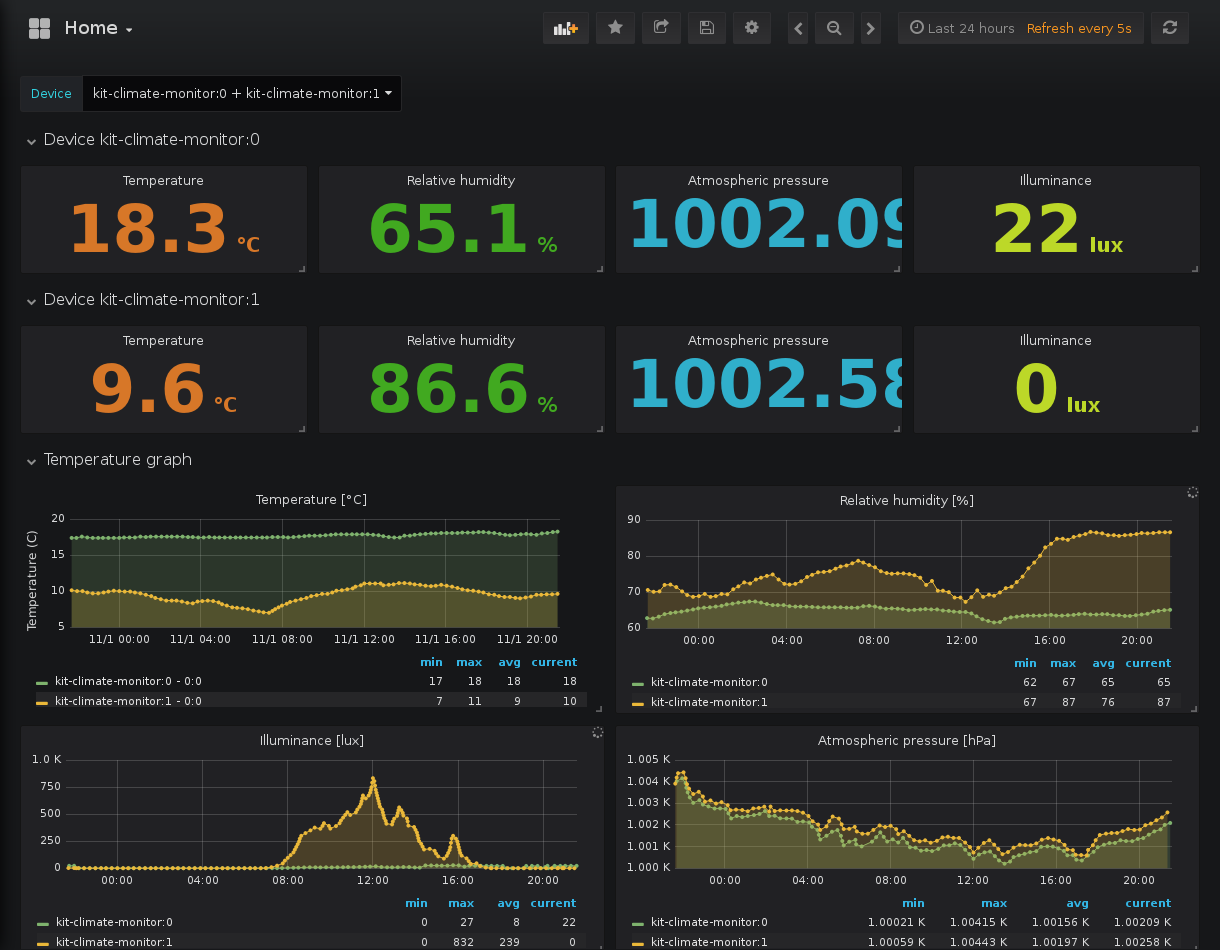 Home
Last 24 hours Refresh every 5s
Device kit-climate-monitor:0 + kit-climate-monitor:1
Device kit-climate-monitor:0
Temperature Relative humidity Atmospheric pressure Illuminance
18.3 °C 65.1 % 1002.09 22 lux
Device kit-climate-monitor:1
Temperature Relative humidity Atmospheric pressure Illuminance
9.6 °C 86.6 % 1002.58 0 lux
Temperature graph
Temperature [°C]
Temperature (C)
20
15
10
5
11/1 00:00 11/1 04:00 11/1 08:00 11/1 12:00 11/1 16:00 11/1 20:00
min max avg current
kit-climate-monitor:0 - 0:0 17 18 18 18
kit-climate-monitor:1 - 0:0 7 11 9 10
Relative humidity [%]
90
80
70
60
00:00 04:00 08:00 12:00 16:00 20:00
min max avg current
kit-climate-monitor:0 62 67 65 65
kit-climate-monitor:1 67 87 76 87
Illuminance [lux]
1.0 K
750
500
250
0
00:00 04:00 08:00 12:00 16:00 20:00
min max avg current
kit-climate-monitor:0 0 27 8 22
kit-climate-monitor:1 0 832 239 0
Atmospheric pressure [hPa]
1.005 K
1.004 K
1.003 K
1.002 K
1.001 K
1.000 K
00:00 04:00 08:00 12:00 16:00 20:00
min max avg current
kit-climate-monitor:0 1.00021 K 1.00415 K 1.00156 K 1.00209 K
kit-climate-monitor:1 1.00059 K 1.00443 K 1.00197 K 1.00258 K